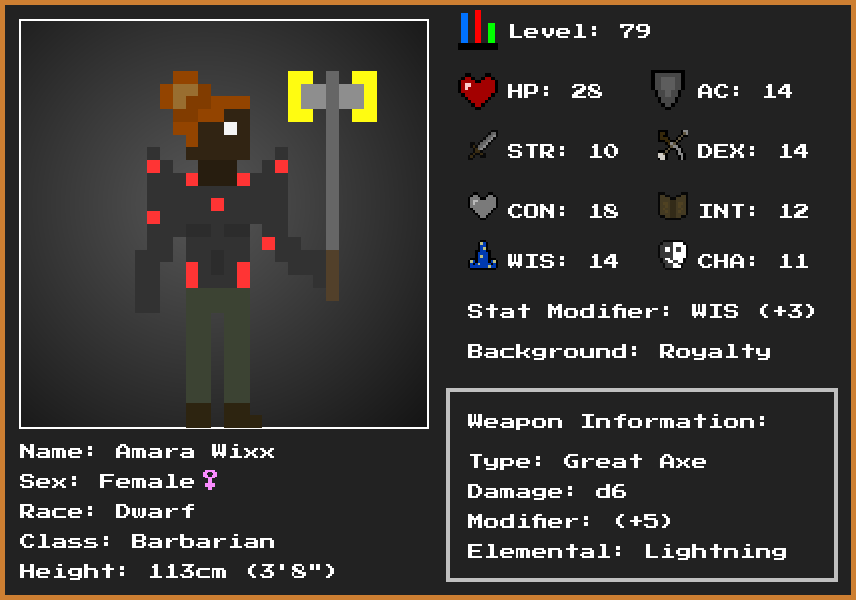 Level: 79
HP: 28
AC: 14
STR: 10
DEX: 14
CON: 18
INT: 12
WIS: 14
CHA: 11
Stat Modifier: WIS (+3)
Background: Royalty
Weapon Information:
Type: Great Axe
Damage: d6
Modifier: (+5)
Elemental: Lightning
Name: Amara Wixx
Sex: Female♀
Race: Dwarf
Class: Barbarian
Height: 113cm (3'8")